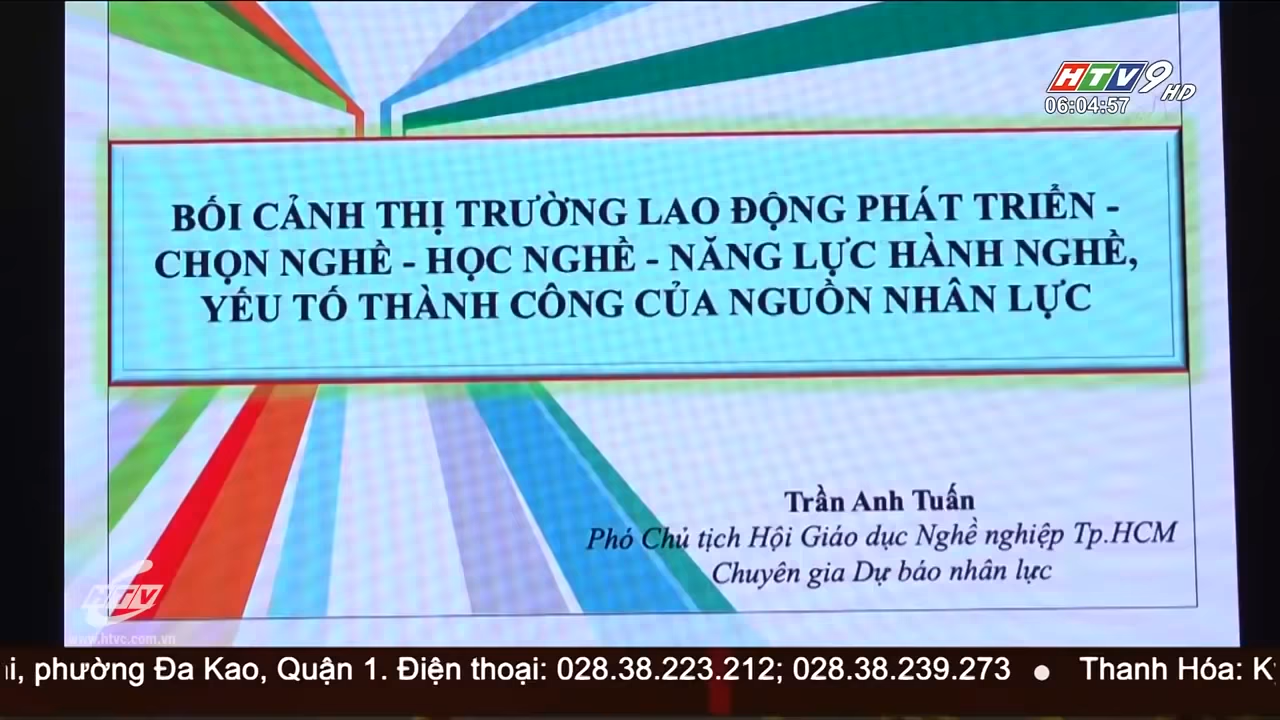 HTV9 HD
06:04:57
BỐI CẢNH THỊ TRƯỜNG LAO ĐỘNG PHÁT TRIỂN -
CHỌN NGHỀ - HỌC NGHỀ - NĂNG LỰC HÀNH NGHỀ,
YẾU TỐ THÀNH CÔNG CỦA NGUỒN NHÂN LỰC
Trần Anh Tuấn
Phó Chủ tịch Hội Giáo dục Nghề nghiệp Tp.HCM
Chuyên gia Dự báo nhân lực
HTV
www.htvc.com.vn
phường Đa Kao, Quận 1. Điện thoại: 028.38.223.212; 028.38.239.273 ● Thanh Hóa: